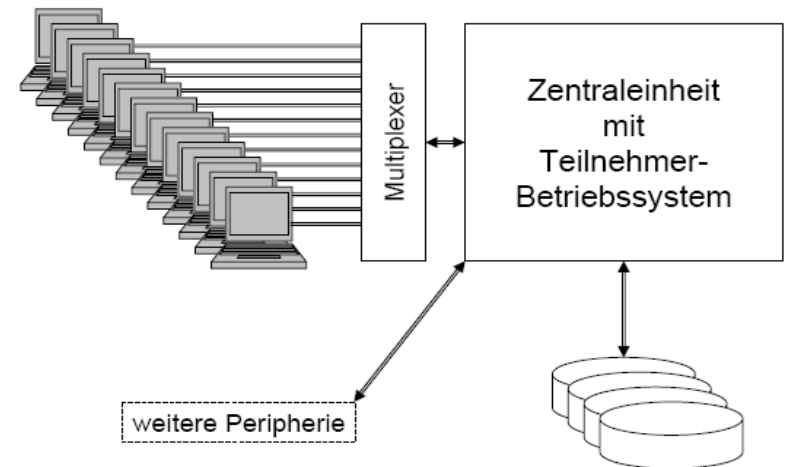 Multiplexer
Zentraleinheit
mit
Teilnehmer-
Betriebssystem
weitere Peripherie